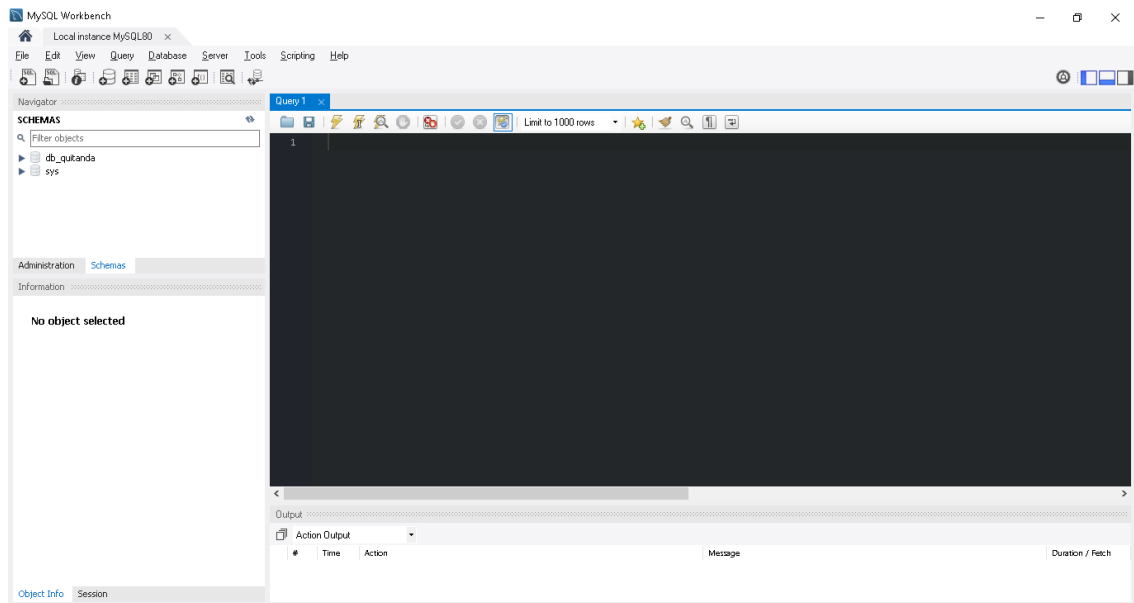 MySQL Workbench
Local instance MySQL80
File Edit View Query Database Server Tools Scripting Help
Navigator
Query 1
SCHEMAS
Limit to 1000 rows
Filter objects
1
db_quitanda
sys
Administration Schemas
Information
No object selected
Output
Action Output
# Time Action Message Duration / Fetch
Object Info Session